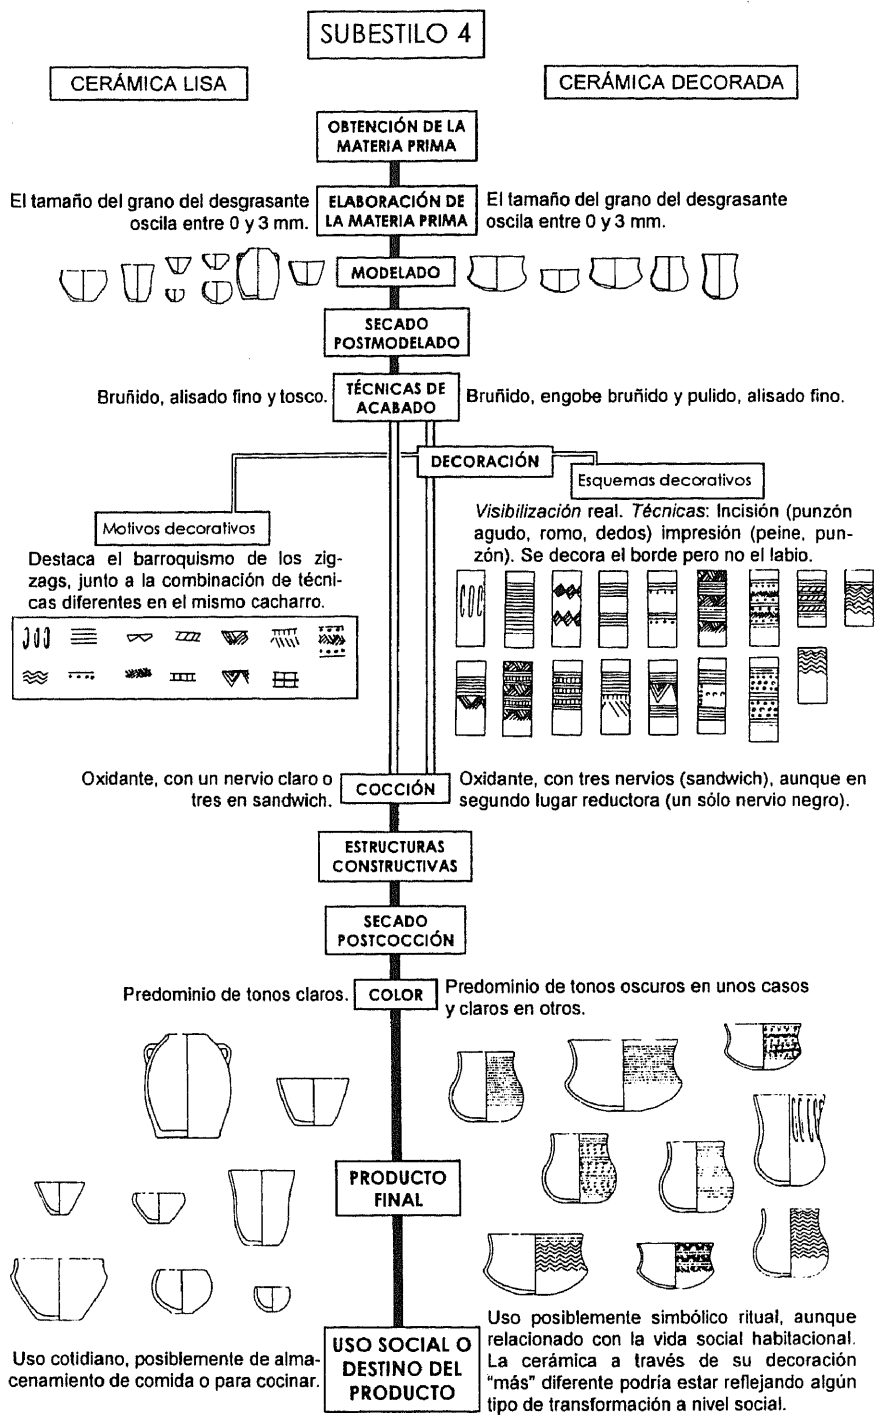 SUBESTILO 4
CERÁMICA LISA
CERÁMICA DECORADA
OBTENCIÓN DE LA
MATERIA PRIMA
El tamaño del grano del desgrasante
oscila entre 0 y 3 mm.
ELABORACIÓN DE
LA MATERIA PRIMA
El tamaño del grano del desgrasante
oscila entre 0 y 3 mm.
MODELADO
SECADO
POSTMODELADO
Bruñido, alisado fino y tosco.
TÉCNICAS DE
ACABADO
Bruñido, engobe bruñido y pulido, alisado fino.
DECORACIÓN
Motivos decorativos
Destaca el barroquismo de los zig-
zags, junto a la combinación de técni-
cas diferentes en el mismo cacharro.
Esquemas decorativos
Visibilización real. Técnicas: Incisión (punzón
agudo, romo, dedos) impresión (peine, pun-
zón). Se decora el borde pero no el labio.
Oxidante, con un nervio claro o
tres en sandwich.
COCCIÓN
Oxidante, con tres nervios (sandwich), aunque en
segundo lugar reductora (un sólo nervio negro).
ESTRUCTURAS
CONSTRUCTIVAS
SECADO
POSTCOCCIÓN
Predominio de tonos claros.
COLOR
Predominio de tonos oscuros en unos casos
y claros en otros.
PRODUCTO
FINAL
Uso cotidiano, posiblemente de alma-
cenamiento de comida o para cocinar.
USO SOCIAL O
DESTINO DEL
PRODUCTO
Uso posiblemente simbólico ritual, aunque
relacionado con la vida social habitacional.
La cerámica a través de su decoración
"más" diferente podría estar reflejando algún
tipo de transformación a nivel social.